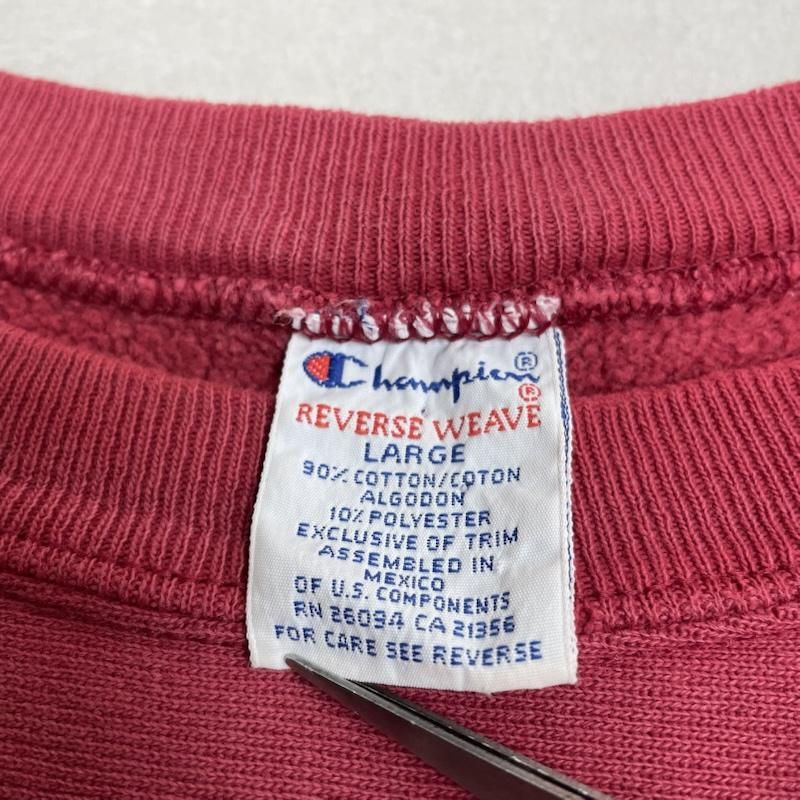 Champion®
REVERSE WEAVE®
LARGE
90% COTTON/COTON
ALGODON
10% POLYESTER
EXCLUSIVE OF TRIM
ASSEMBLED IN
MEXICO
OF U.S. COMPONENTS
RN 26094 CA 21356
FOR CARE SEE REVERSE